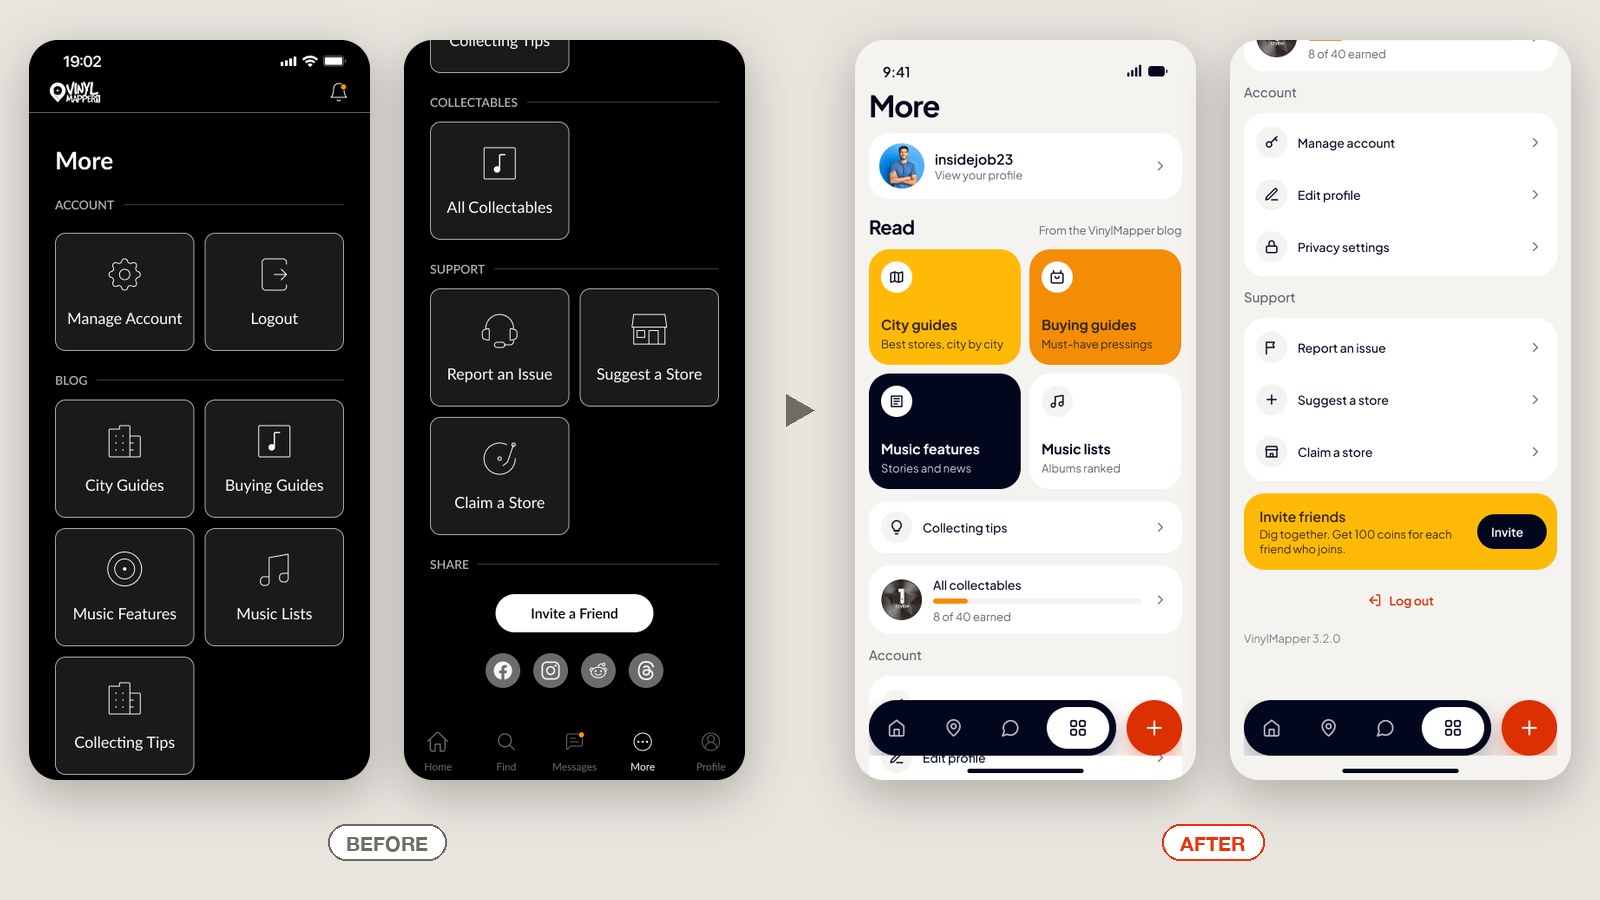 19:02
VINYL
MAPPER
More
ACCOUNT
Manage Account
Logout
BLOG
City Guides
Buying Guides
Music Features
Music Lists
Collecting Tips
Collecting Tips
COLLECTABLES
All Collectables
SUPPORT
Report an Issue
Suggest a Store
Claim a Store
SHARE
Invite a Friend
Home
Find
Messages
More
Profile
BEFORE
9:41
More
insidejob23
View your profile
Read
From the VinylMapper blog
City guides
Best stores, city by city
Buying guides
Must-have pressings
Music features
Stories and news
Music lists
Albums ranked
Collecting tips
1
All collectables
8 of 40 earned
Account
Edit profile
8 of 40 earned
Account
Manage account
Edit profile
Privacy settings
Support
Report an issue
Suggest a store
Claim a store
Invite friends
Dig together. Get 100 coins for each
friend who joins.
Invite
Log out
VinylMapper 3.2.0
AFTER